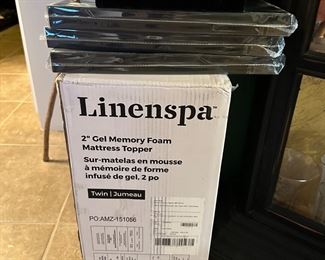 Linenspa
2" Gel Memory Foam
Mattress Topper
Sur-matelas en mousse
à mémoire de forme
infusé de gel, 2 po
Twin | Jumeau
PO:AMZ-151086